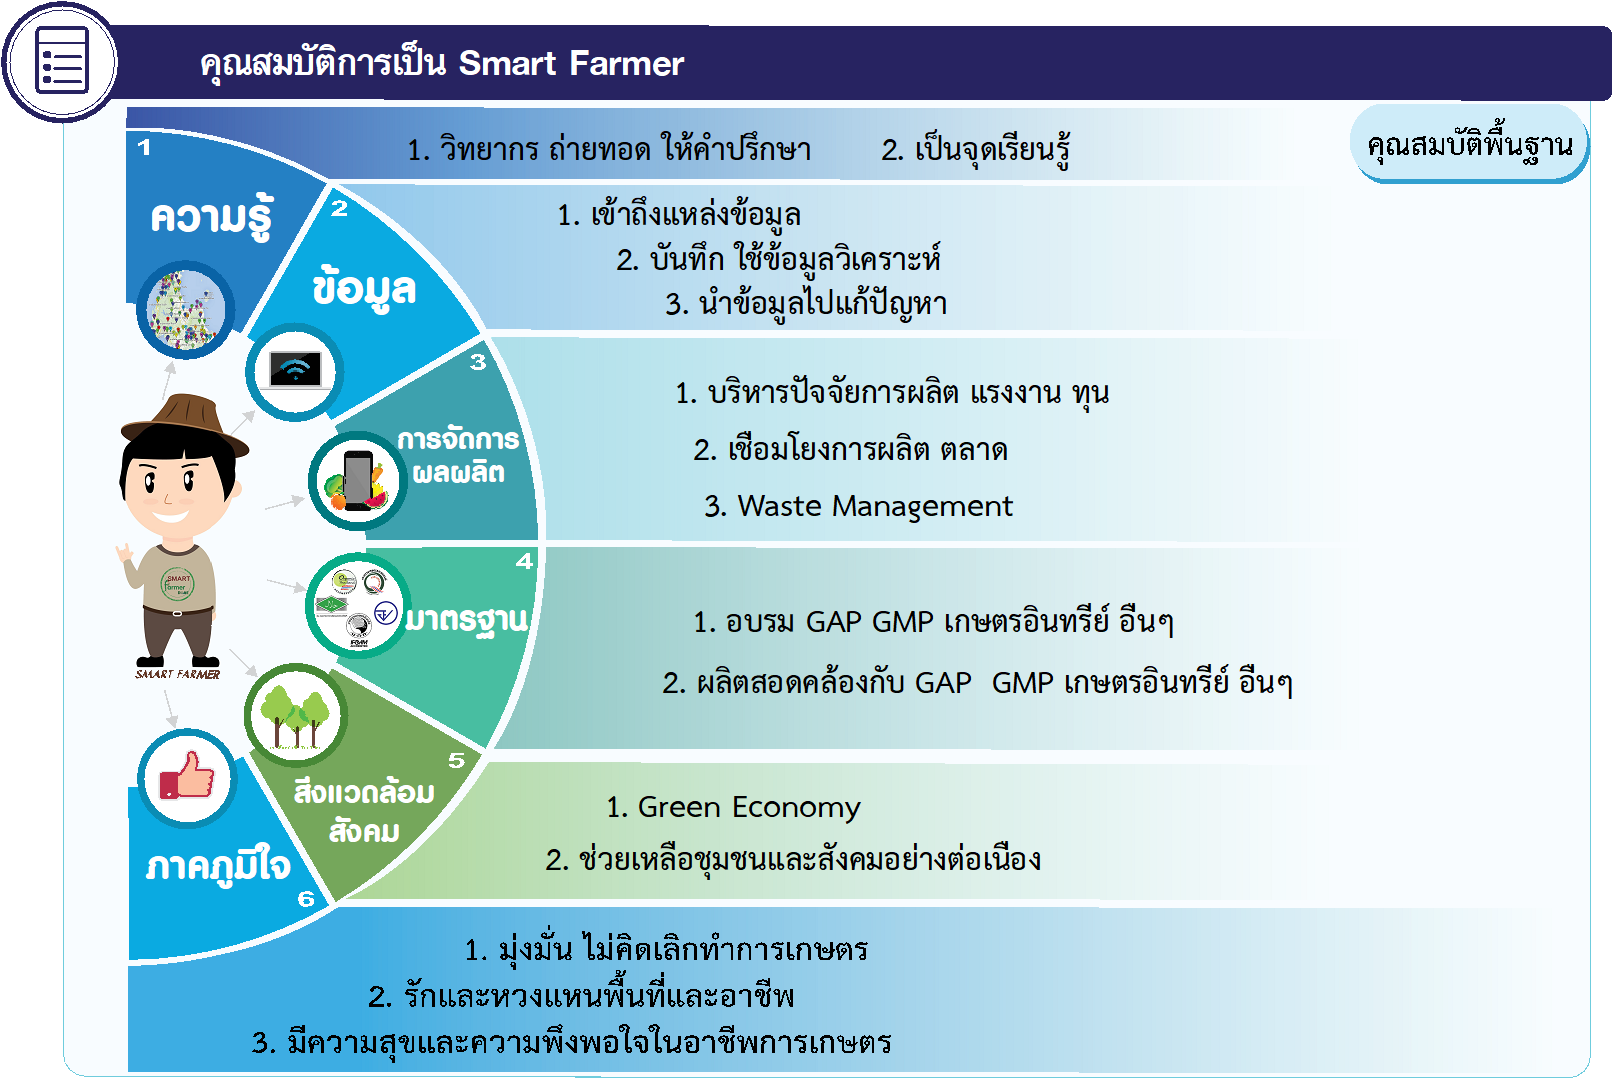 คุณสมบัติการเป็น Smart Farmer
คุณสมบัติพื้นฐาน
1
ความรู้
1. วิทยากร ถ่ายทอด ให้คำปรึกษา 2. เป็นจุดเรียนรู้
2
ข้อมูล
1. เข้าถึงแหล่งข้อมูล
2. บันทึก ใช้ข้อมูลวิเคราะห์
3. นำข้อมูลไปแก้ปัญหา
3
การจัดการ
ผลผลิต
1. บริหารปัจจัยการผลิต แรงงาน ทุน
2. เชื่อมโยงการผลิต ตลาด
3. Waste Management
4
มาตรฐาน
1. อบรม GAP GMP เกษตรอินทรีย์ อื่นๆ
2. ผลิตสอดคล้องกับ GAP GMP เกษตรอินทรีย์ อื่นๆ
5
สิ่งแวดล้อม
สังคม
1. Green Economy
2. ช่วยเหลือชุมชนและสังคมอย่างต่อเนื่อง
6
ภาคภูมิใจ
1. มุ่งมั่น ไม่คิดเลิกทำการเกษตร
2. รักและหวงแหนพื้นที่และอาชีพ
3. มีความสุขและความพึงพอใจในอาชีพการเกษตร
SMART
Farmer
SMART FARMER